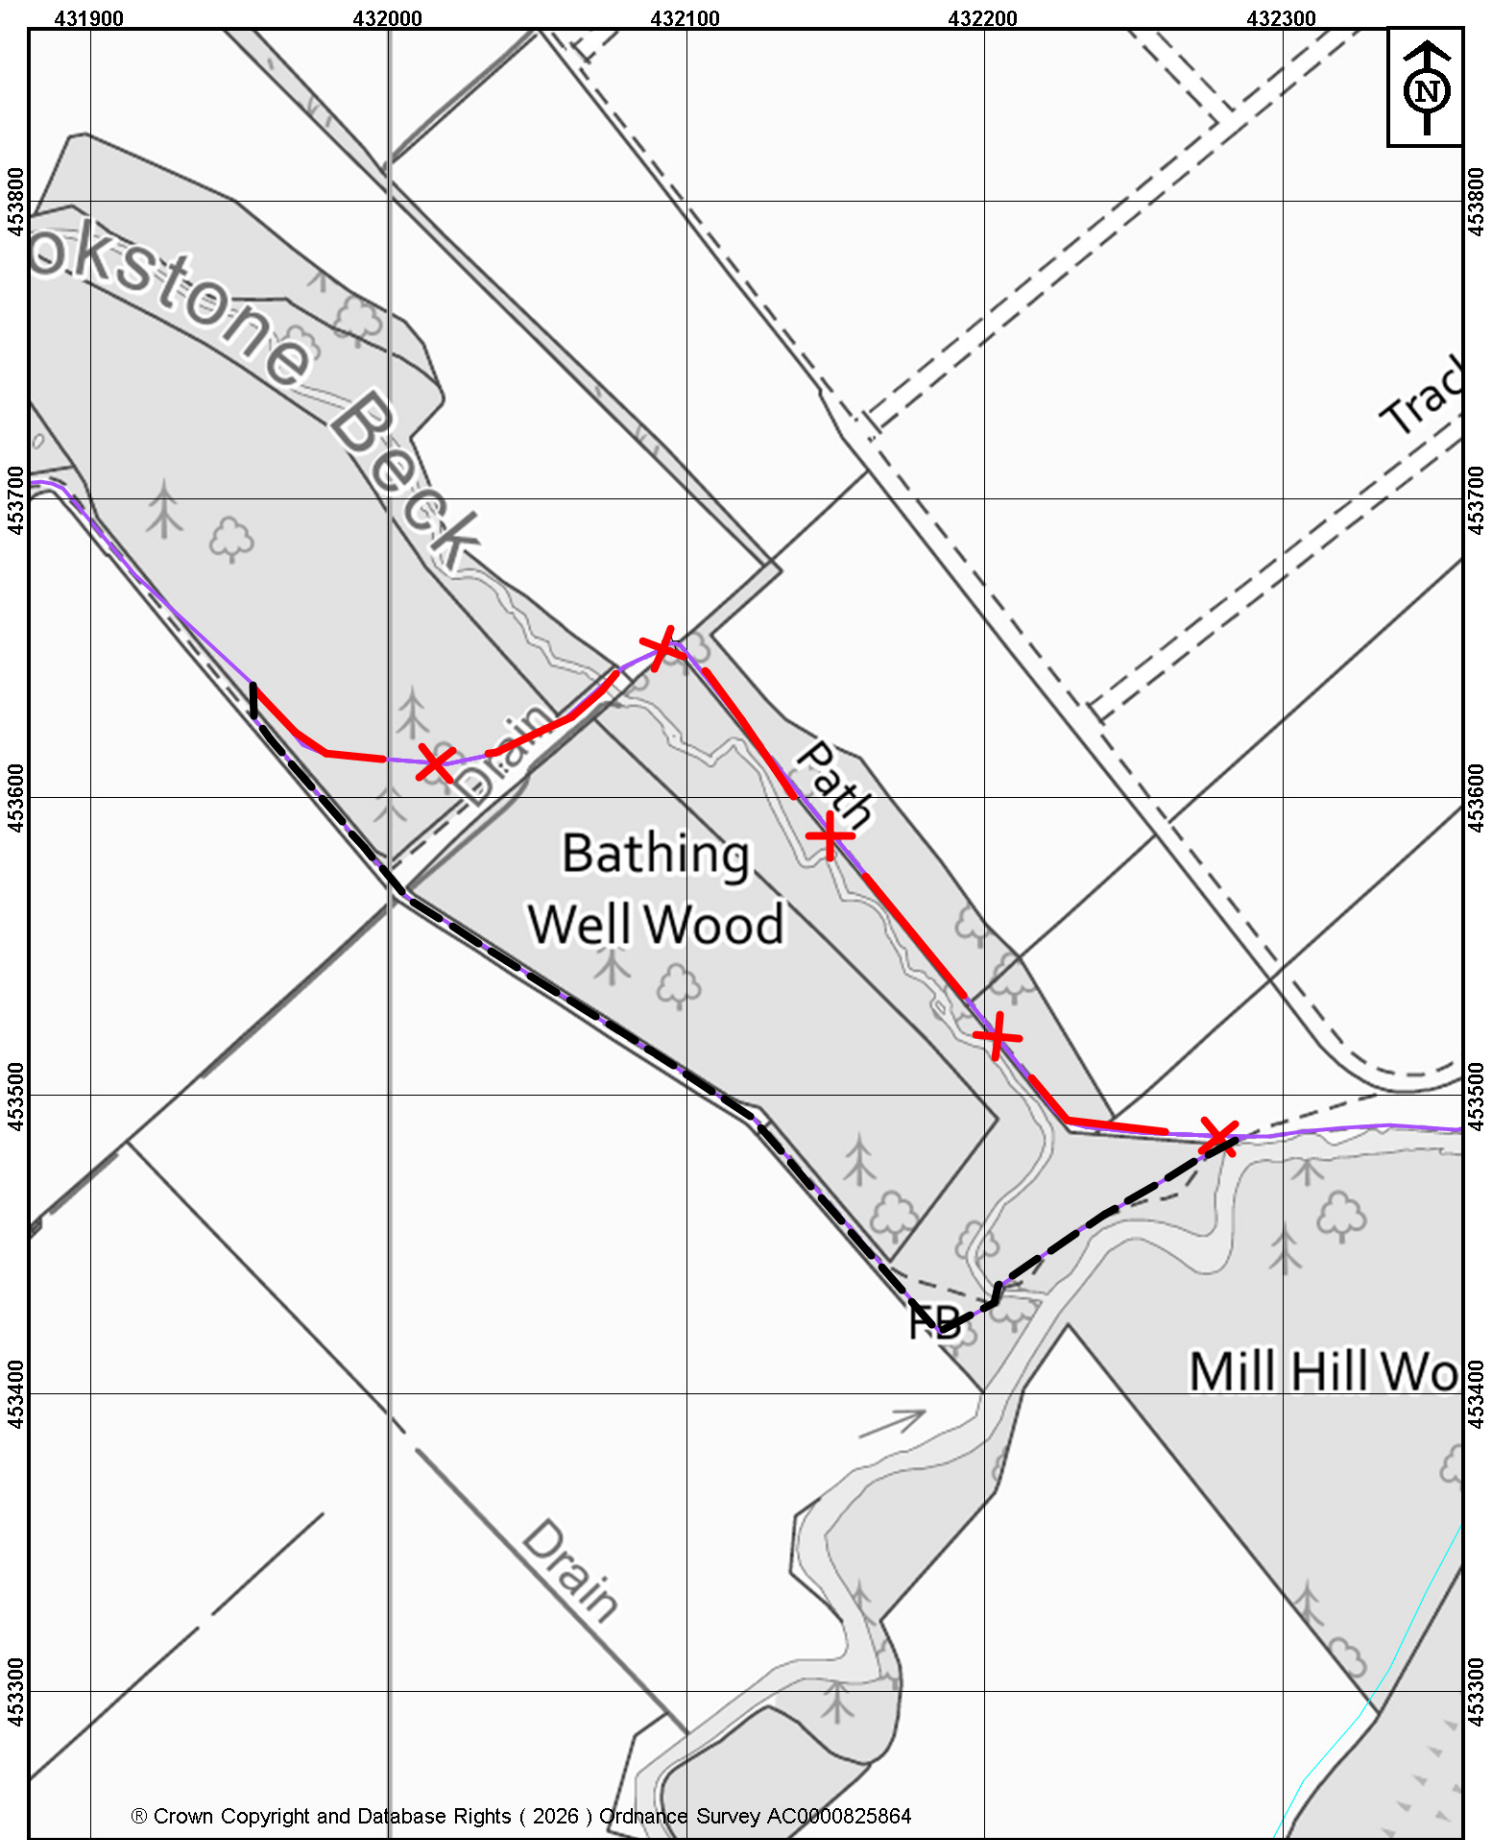 431900 432000 432100 432200 432300
N
453800 453800
okstone Beck
Trac
453700 453700
Drain
Path
453600 453600
Bathing
Well Wood
453500 453500
FB
Mill Hill Wo
453400 453400
Drain
453300 453300
® Crown Copyright and Database Rights ( 2026 ) Ordnance Survey AC0000825864